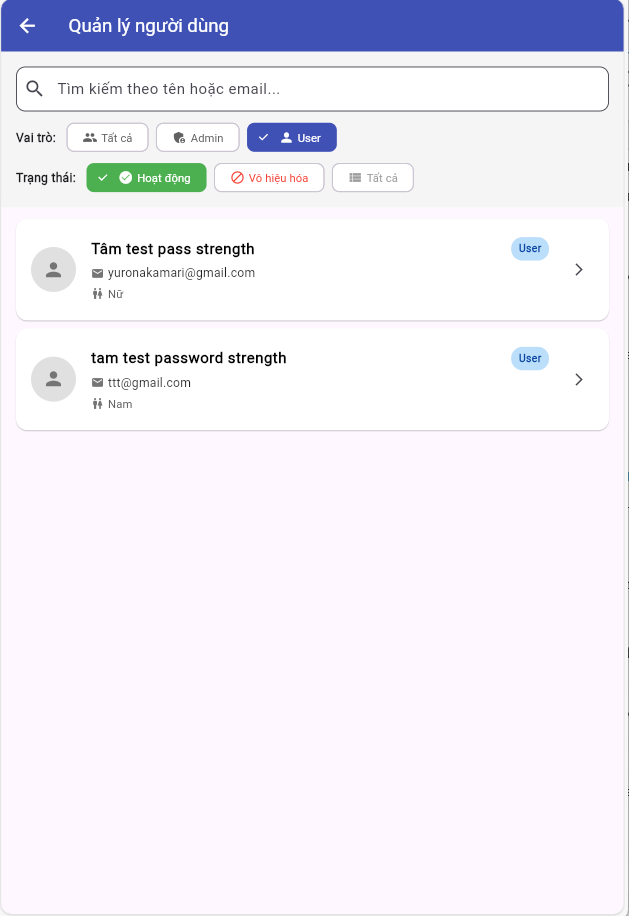 Quản lý người dùng
Tìm kiếm theo tên hoặc email...
Vai trò: Tất cả Admin User
Trạng thái: Hoạt động Vô hiệu hóa Tất cả
Tâm test pass strength User
yuronakamari@gmail.com
Nữ
tam test password strength User
ttt@gmail.com
Nam